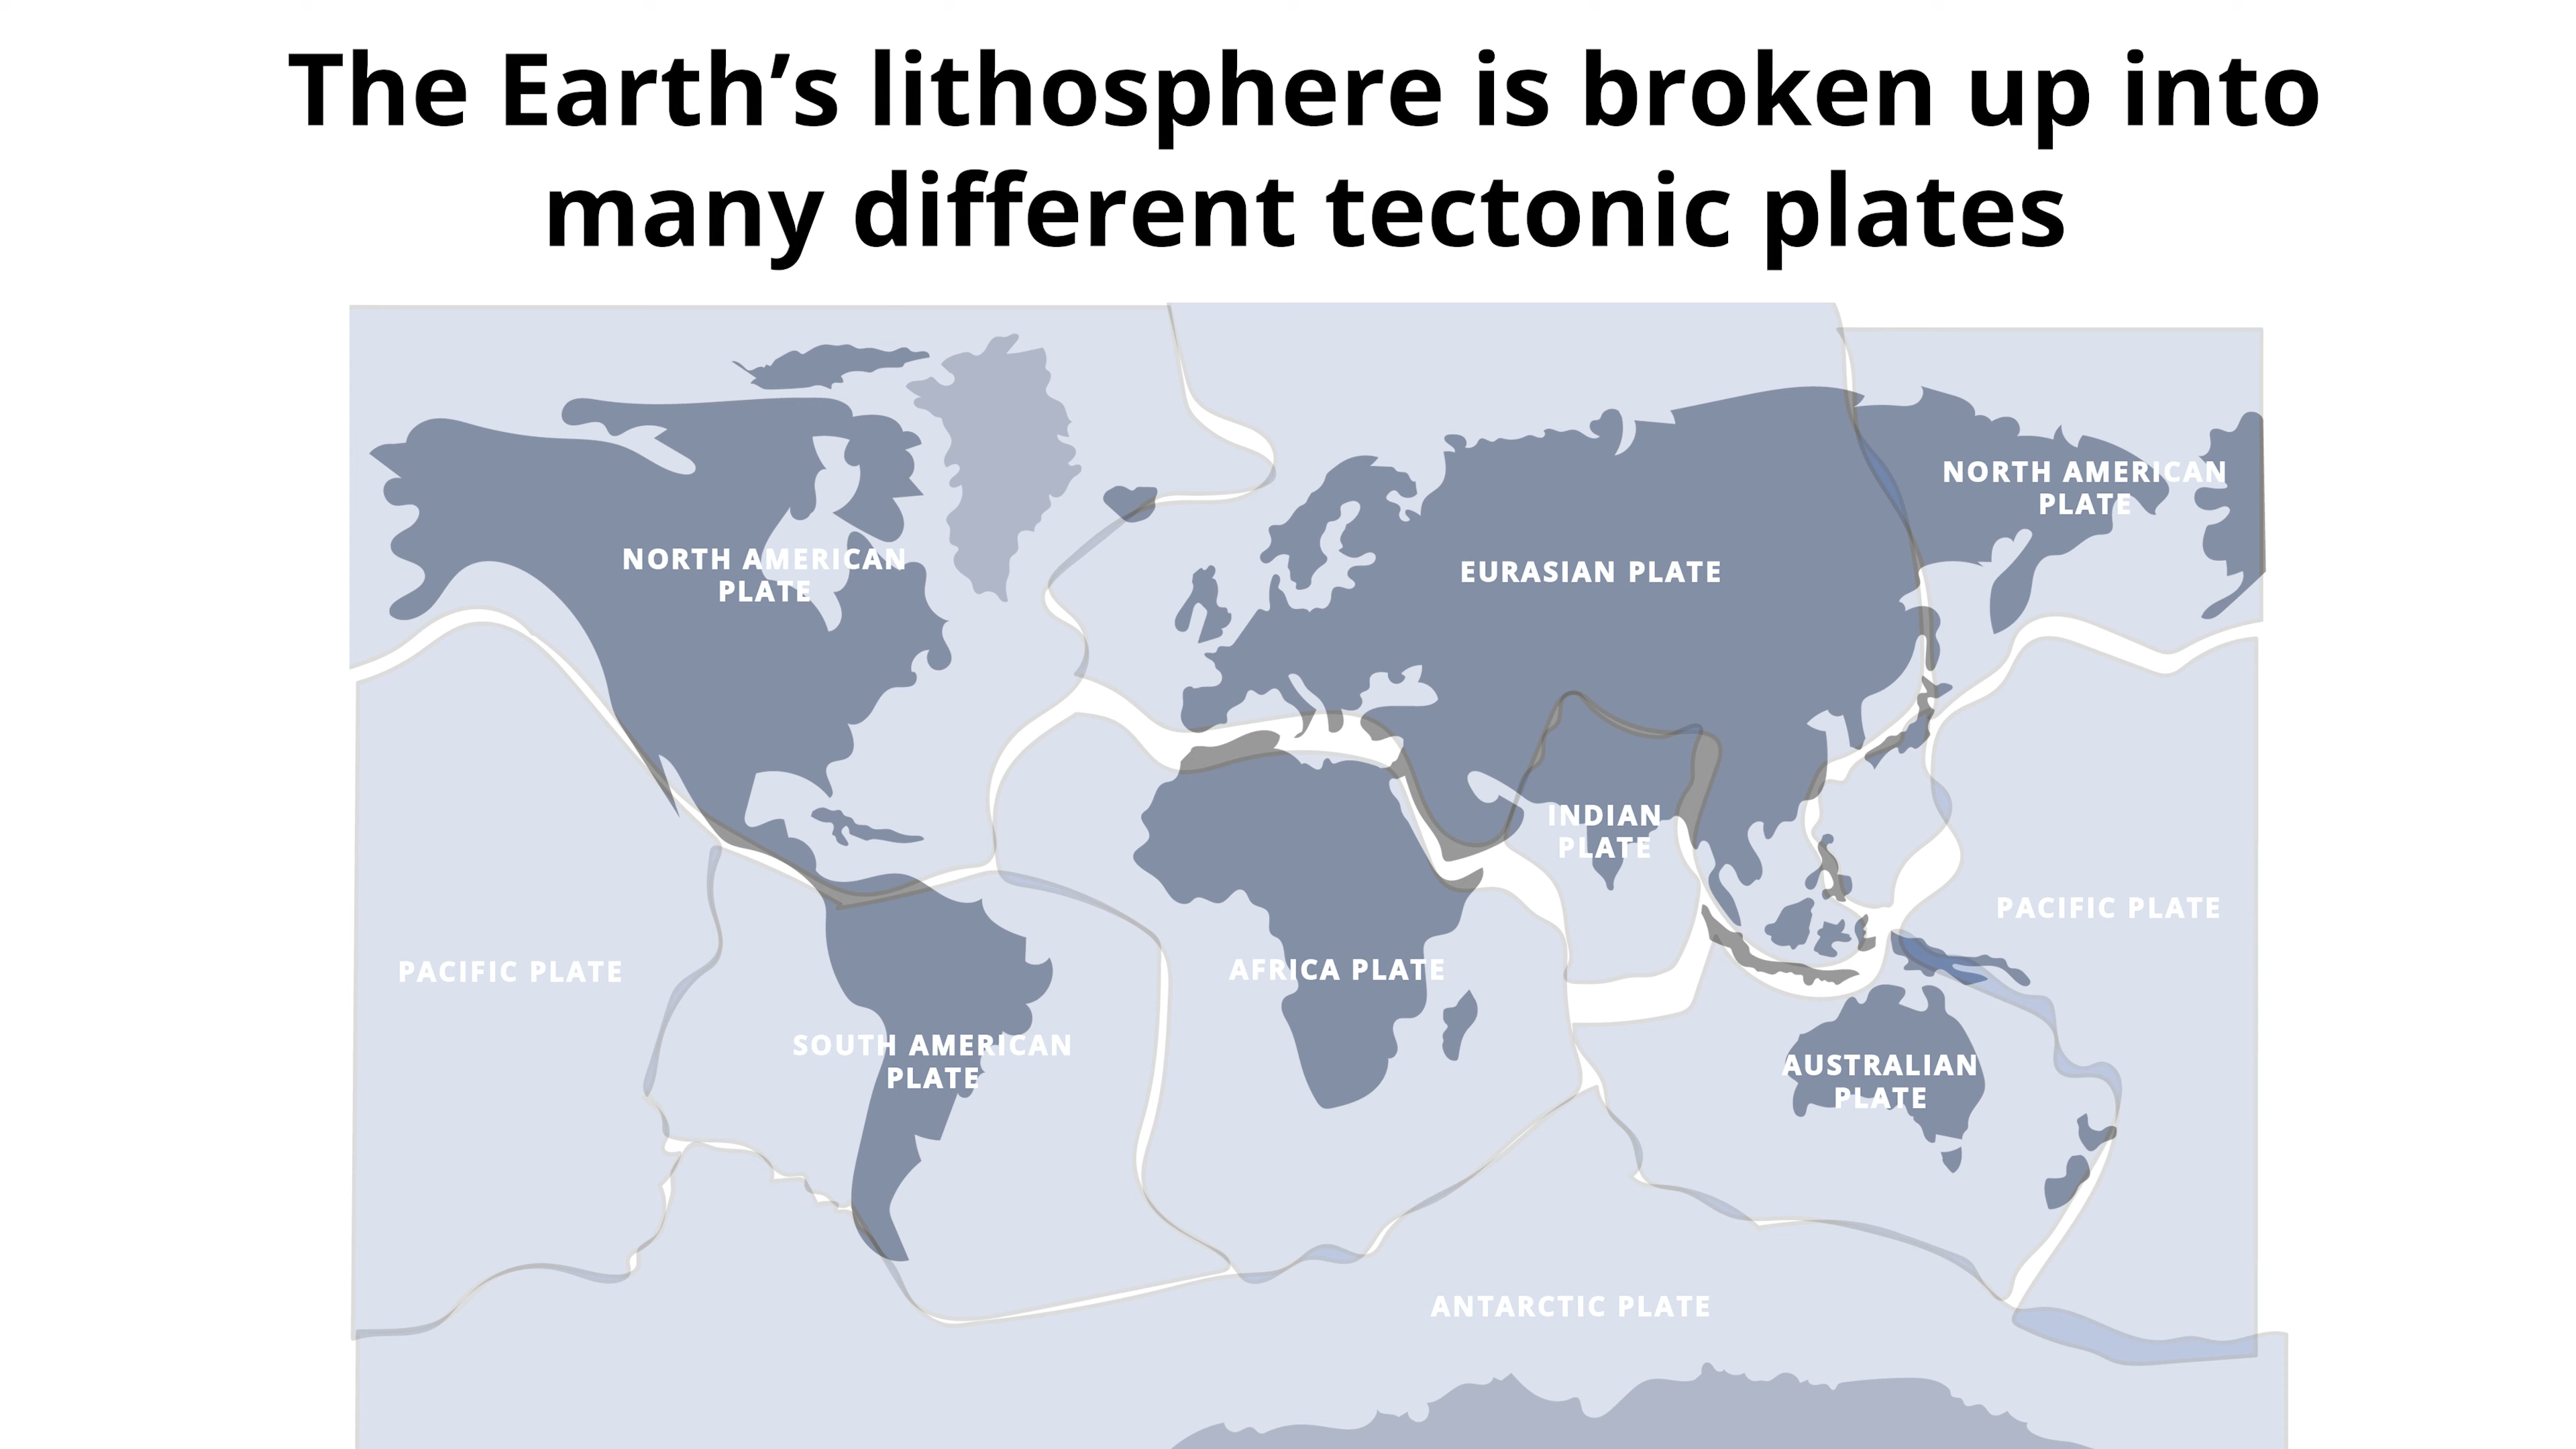 The Earth’s lithosphere is broken up into
many different tectonic plates
NORTH AMERICAN
PLATE
NORTH AMERICAN
PLATE
EURASIAN PLATE
INDIAN
PLATE
PACIFIC PLATE
PACIFIC PLATE
AFRICA PLATE
SOUTH AMERICAN
PLATE
AUSTRALIAN
PLATE
ANTARCTIC PLATE